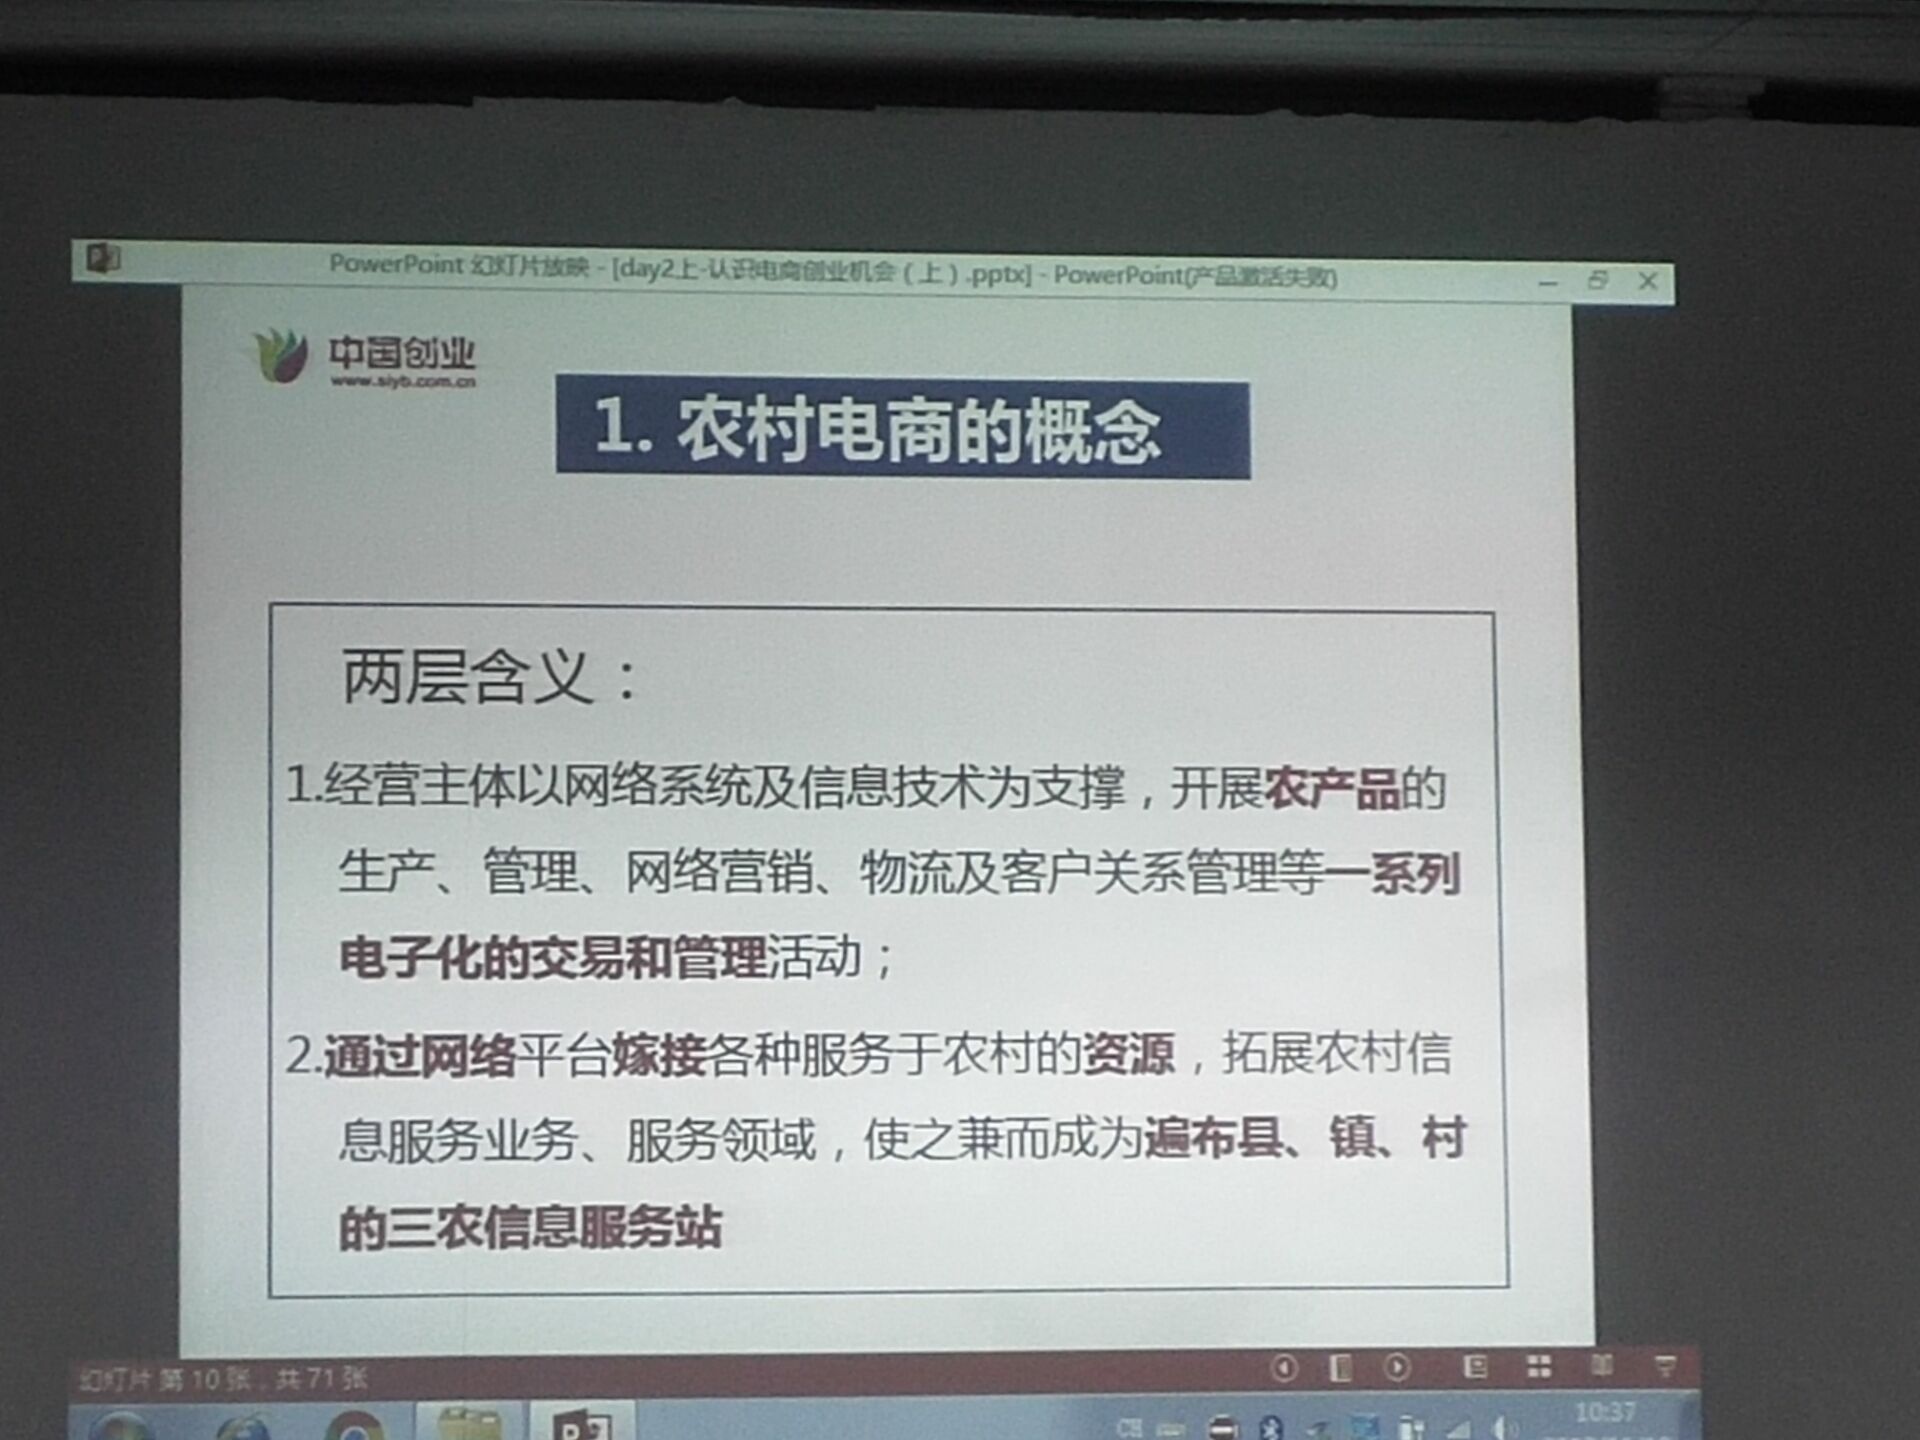 PowerPoint 幻灯片放映 - [day2上-认识电商创业机会（上）.pptx] - PowerPoint(产品激活失败)
中国创业
www.siyb.com.cn
1. 农村电商的概念
两层含义：
1.经营主体以网络系统及信息技术为支撑，开展农产品的
生产、管理、网络营销、物流及客户关系管理等一系列
电子化的交易和管理活动；
2.通过网络平台嫁接各种服务于农村的资源，拓展农村信
息服务业务、服务领域，使之兼而成为遍布县、镇、村
的三农信息服务站
幻灯片 第 10 张，共 71 张
CH
10:37